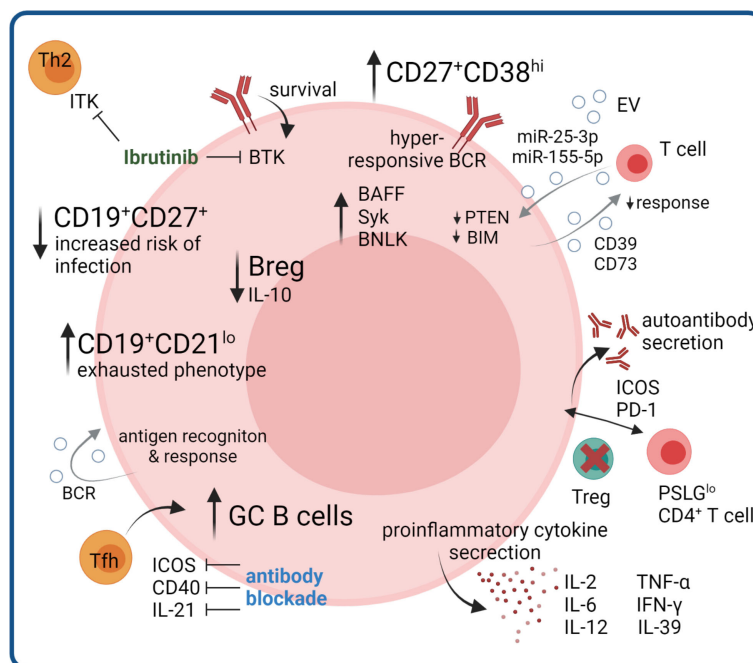 Th2
ITK
Ibrutinib
BTK
survival
CD27⁺CD38ʰⁱ
hyper-
responsive BCR
BAFF
Syk
BNLK
PTEN
BIM
EV
miR-25-3p
miR-155-5p
T cell
response
CD39
CD73
CD19⁺CD27⁺
increased risk of
infection
Breg
IL-10
CD19⁺CD21ˡᵒ
exhausted phenotype
autoantibody
secretion
ICOS
PD-1
Treg
PSLGˡᵒ
CD4⁺ T cell
antigen recogniton
& response
BCR
Tfh
GC B cells
ICOS
CD40
IL-21
antibody
blockade
proinflammatory cytokine
secretion
IL-2 TNF-α
IL-6 IFN-γ
IL-12 IL-39